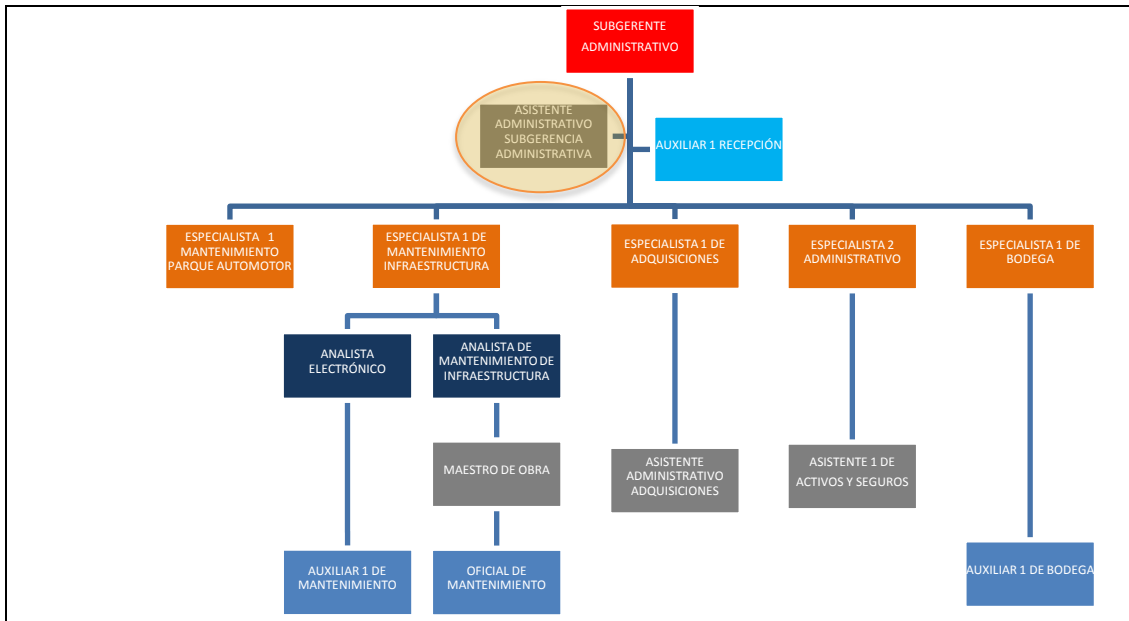 SUBGERENTE
ADMINISTRATIVO
ASISTENTE
ADMINISTRATIVO
SUBGERENCIA
ADMINISTRATIVA
AUXILIAR 1 RECEPCIÓN
ESPECIALISTA 1
MANTENIMIENTO
PARQUE AUTOMOTOR
ESPECIALISTA 1 DE
MANTENIMIENTO
INFRAESTRUCTURA
ESPECIALISTA 1 DE
ADQUISICIONES
ESPECIALISTA 2
ADMINISTRATIVO
ESPECIALISTA 1 DE
BODEGA
ANALISTA
ELECTRÓNICO
ANALISTA DE
MANTENIMIENTO DE
INFRAESTRUCTURA
MAESTRO DE OBRA
ASISTENTE
ADMINISTRATIVO
ADQUISICIONES
ASISTENTE 1 DE
ACTIVOS Y SEGUROS
AUXILIAR 1 DE
MANTENIMIENTO
OFICIAL DE
MANTENIMIENTO
AUXILIAR 1 DE BODEGA